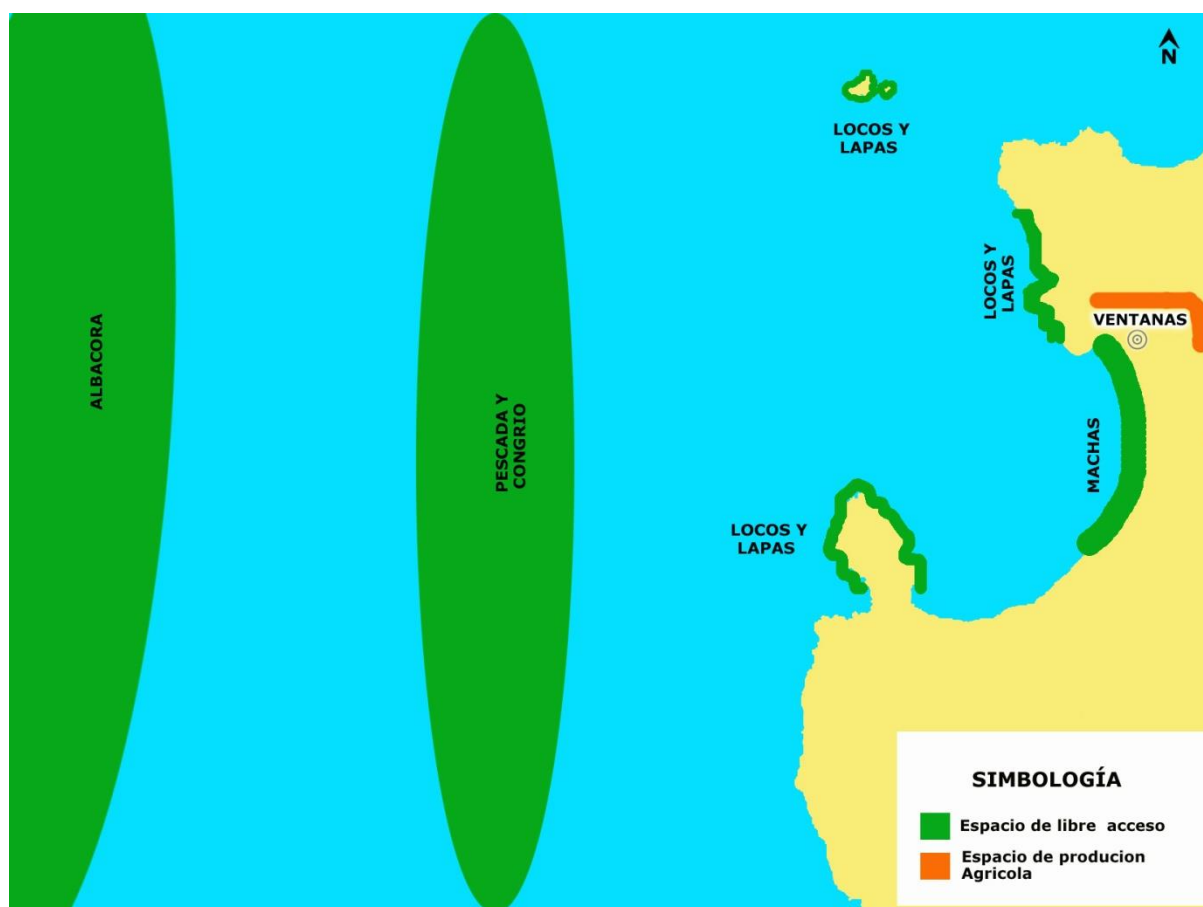 N
LOCOS Y
LAPAS
LOCOS Y
LAPAS
VENTANAS
ALBACORA
PESCADA Y
CONGRIO
MACHAS
LOCOS Y
LAPAS
SIMBOLOGÍA
Espacio de libre acceso
Espacio de producion
Agricola